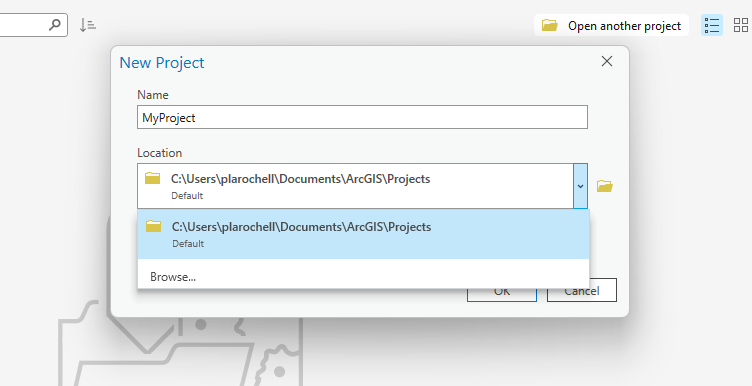 Open another project
New Project
Name
MyProject
Location
C:\Users\plarochell\Documents\ArcGIS\Projects
Default
C:\Users\plarochell\Documents\ArcGIS\Projects
Default
Browse...
OK
Cancel